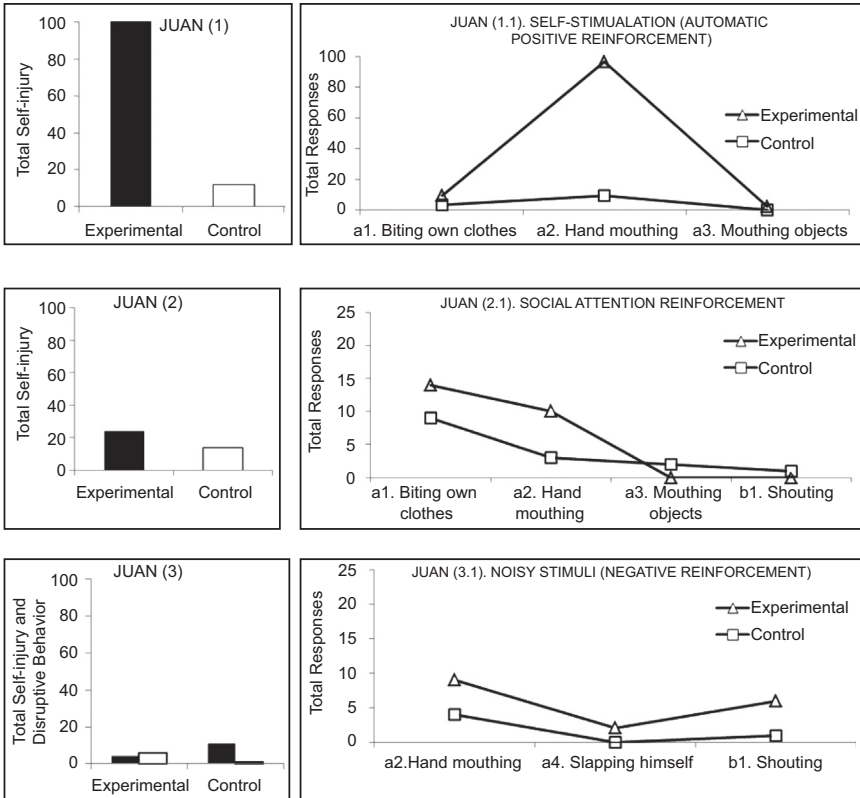 JUAN (1)
Total Self-injury
100
80
60
40
20
0
Experimental Control
JUAN (1.1). SELF-STIMUALATION (AUTOMATIC
POSITIVE REINFORCEMENT)
Total Responses
100
80
60
40
20
0
Experimental
Control
a1. Biting own clothes a2. Hand mouthing a3. Mouthing objects
JUAN (2)
Total Self-injury
100
80
60
40
20
0
Experimental Control
JUAN (2.1). SOCIAL ATTENTION REINFORCEMENT
Total Responses
25
20
15
10
5
0
Experimental
Control
a1. Biting own a2. Hand a3. Mouthing b1. Shouting
clothes mouthing objects
JUAN (3)
Total Self-injury and
Disruptive Behavior
100
80
60
40
20
0
Experimental Control
JUAN (3.1). NOISY STIMULI (NEGATIVE REINFORCEMENT)
Total Responses
25
20
15
10
5
0
Experimental
Control
a2.Hand mouthing a4. Slapping himself b1. Shouting